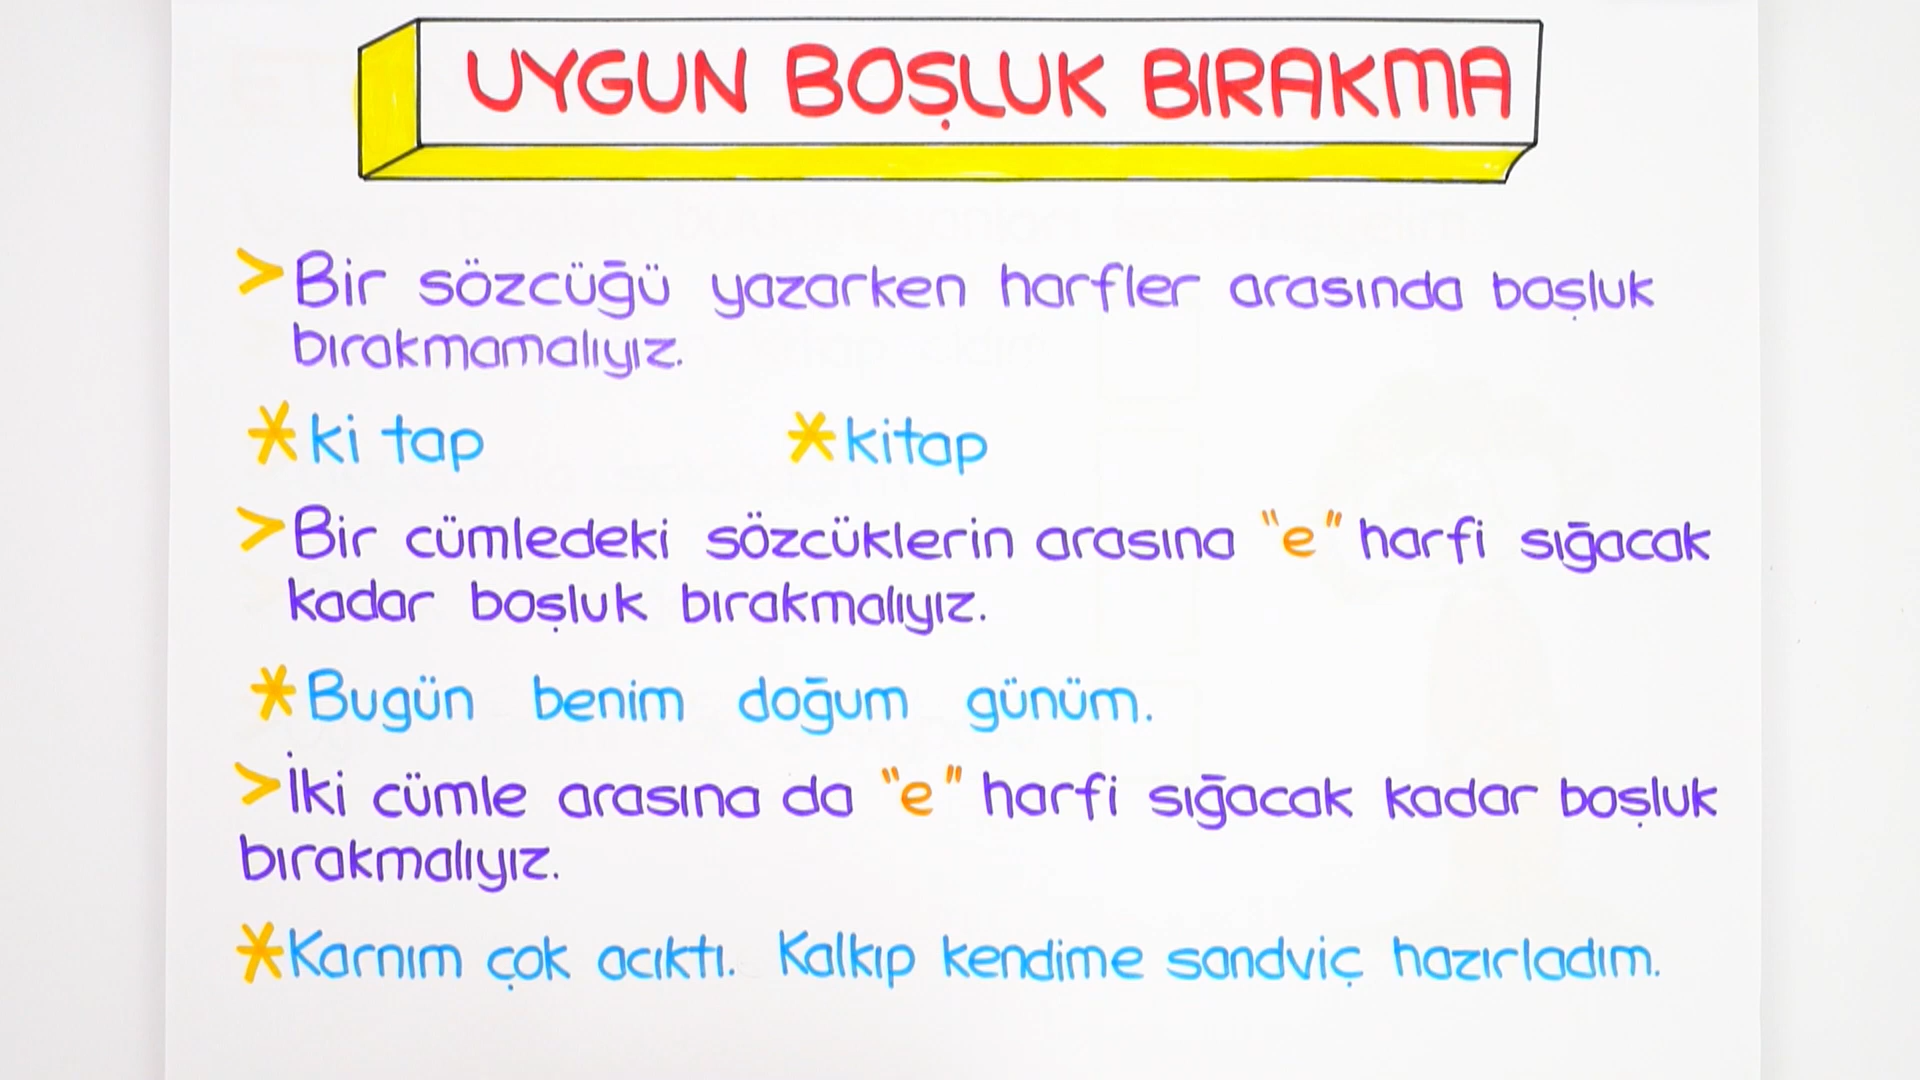 UYGUN BOŞLUK BIRAKMA
> Bir sözcüğü yazarken harfler arasında boşluk
bırakmamalıyız.
* ki tap * kitap
> Bir cümledeki sözcüklerin arasına "e" harfi sığacak
kadar boşluk bırakmalıyız.
* Bugün benim doğum günüm.
> İki cümle arasına da "e" harfi sığacak kadar boşluk
bırakmalıyız.
* Karnım çok acıktı. Kalkıp kendime sandviç hazırladım.